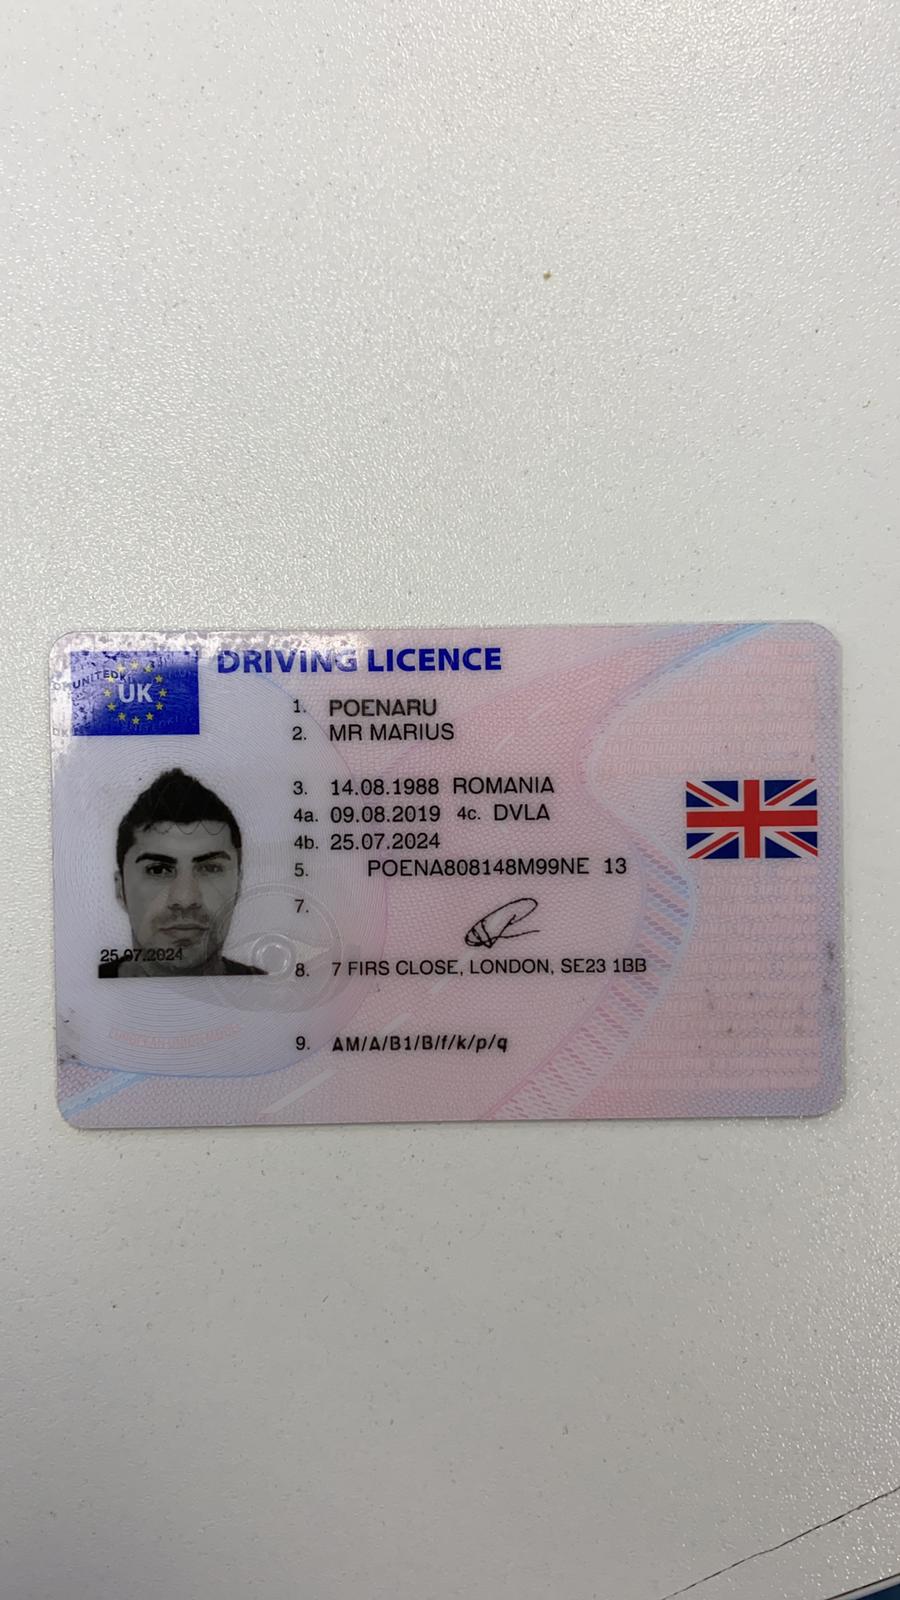 UNITED K
UK
DRIVING LICENCE
1. POENARU
2. MR MARIUS
3. 14.08.1988 ROMANIA
4a. 09.08.2019 4c. DVLA
4b. 25.07.2024
5. POENA808148M99NE 13
7.
25.07.2024
8. 7 FIRS CLOSE, LONDON, SE23 1BB
9. AM/A/B1/B/f/k/p/q